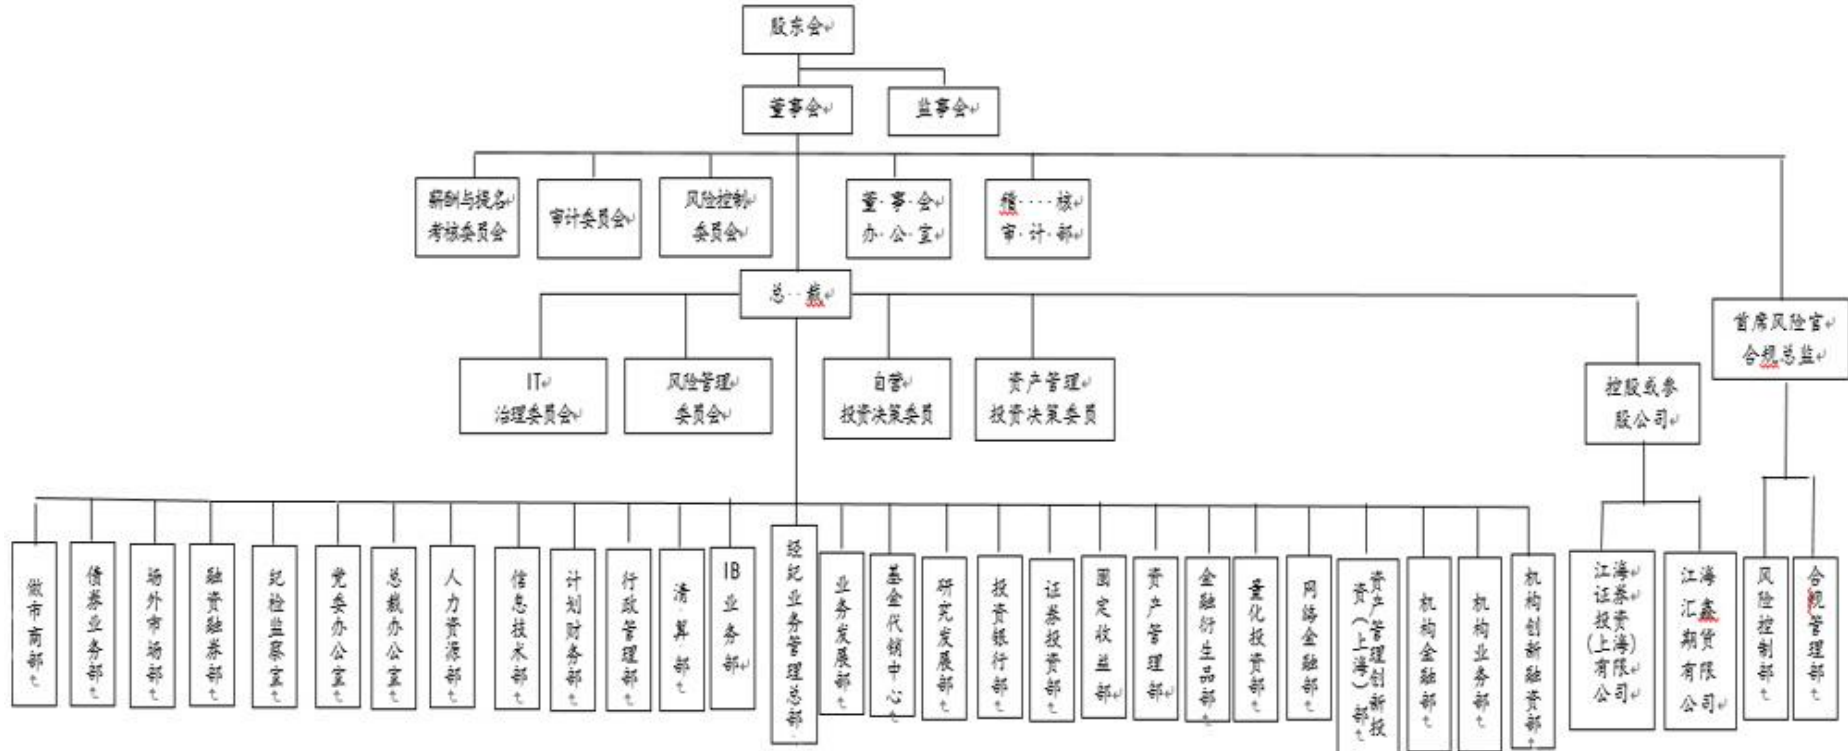 股东会
董事会
监事会
薪酬与提名
考核委员会
审计委员会
风险控制
委员会
董事会
办公室
稽核
审计部
总裁
首席风险官
合规总监
IT
治理委员会
风险管理
委员会
自营
投资决策委员
资产管理
投资决策委员
控股或参
股公司
做市商部
债券业务部
场外市场部
融资融券部
纪检监察室
党委办公室
总裁办公室
人力资源部
信息技术部
计划财务部
行政管理部
清算部
IB
业务部
经纪业务管理总部
业务发展部
基金代销中心
研究发展部
投资银行部
证券投资部
固定收益部
资产管理部
金融衍生品部
量化投资部
网络金融部
资产管理创新投
资(上海)部
机构金融部
机构业务部
机构创新融资部
江海
证券
投资
(上海)
有限
公司
江海
汇鑫
期货
有限
公司
风险控制部
合规管理部